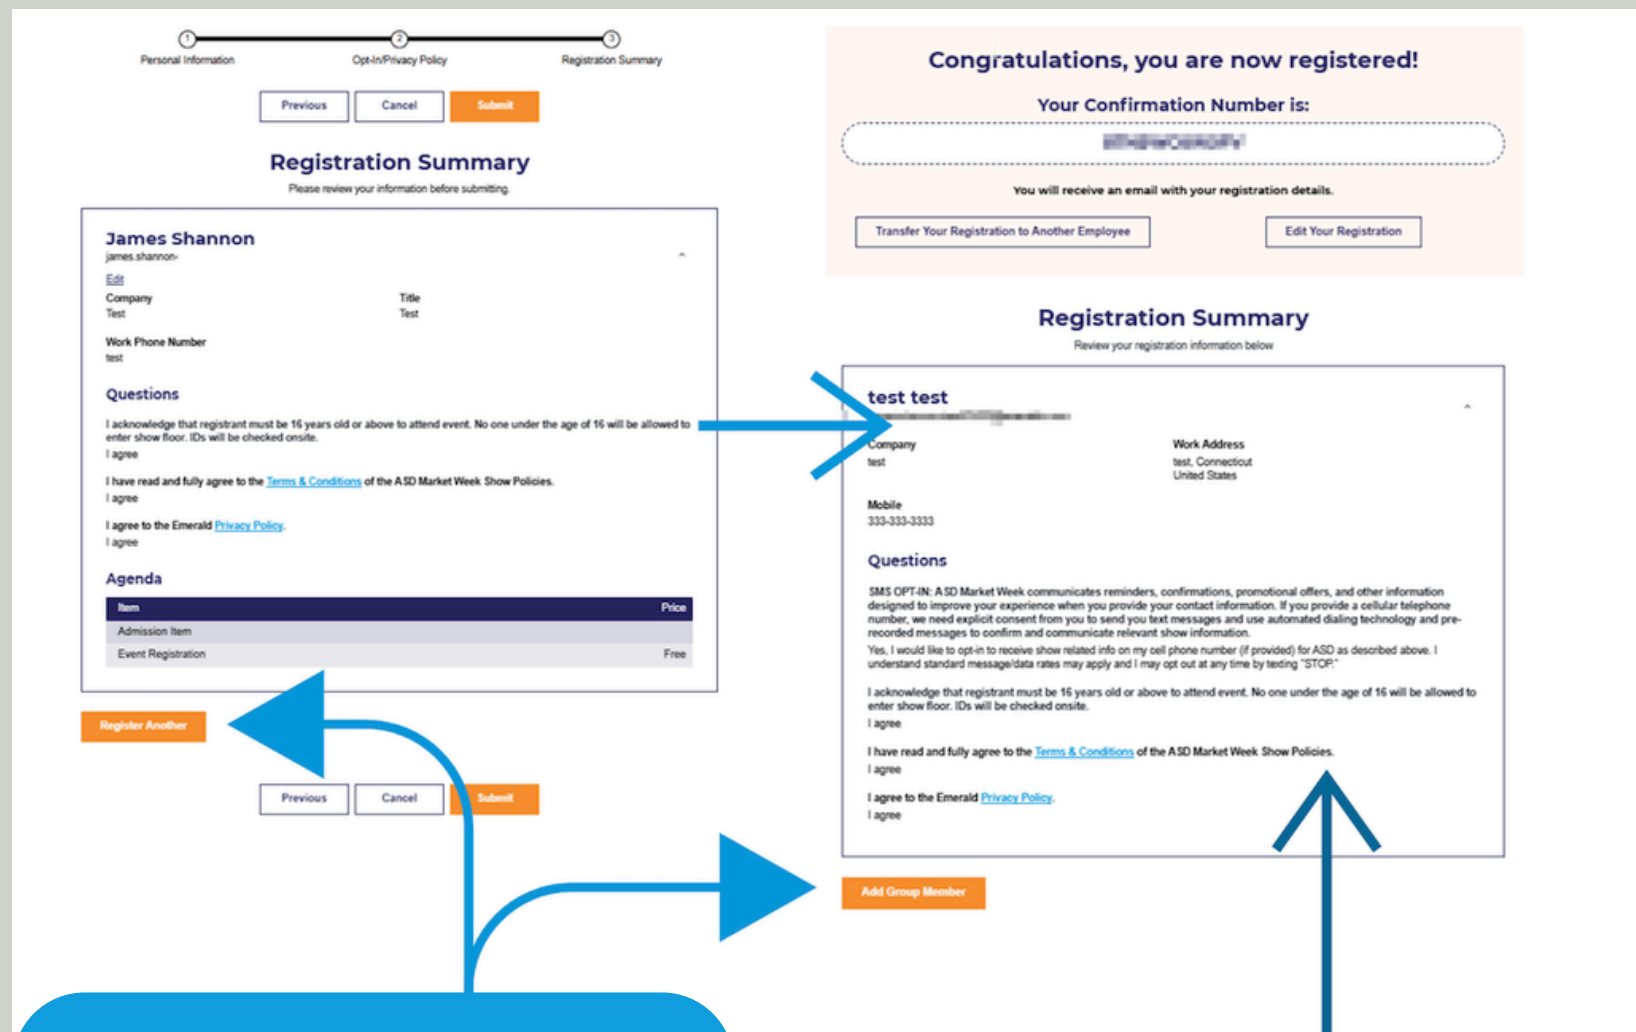 1
2
3
Personal Information
Opt-In/Privacy Policy
Registration Summary
Previous
Cancel
Submit
Registration Summary
Please review your information before submitting.
James Shannon
james.shannon-
Edit
Company
Title
Test
Test
Work Phone Number
test
Questions
I acknowledge that registrant must be 16 years old or above to attend event. No one under the age of 16 will be allowed to
enter show floor. IDs will be checked onsite.
I agree
I have read and fully agree to the Terms & Conditions of the ASD Market Week Show Policies.
I agree
I agree to the Emerald Privacy Policy.
I agree
Agenda
Item
Price
Admission Item
Event Registration
Free
Register Another
Previous
Cancel
Submit
Congratulations, you are now registered!
Your Confirmation Number is:
You will receive an email with your registration details.
Transfer Your Registration to Another Employee
Edit Your Registration
Registration Summary
Review your registration information below
test test
Company
Work Address
test
test, Connecticut
United States
Mobile
333-333-3333
Questions
SMS OPT-IN: ASD Market Week communicates reminders, confirmations, promotional offers, and other information
designed to improve your experience when you provide your contact information. If you provide a cellular telephone
number, we need explicit consent from you to send you text messages and use automated dialing technology and pre-
recorded messages to confirm and communicate relevant show information.
Yes, I would like to opt-in to receive show related info on my cell phone number (if provided) for ASD as described above. I
understand standard message/data rates may apply and I may opt out at any time by texting "STOP."
I acknowledge that registrant must be 16 years old or above to attend event. No one under the age of 16 will be allowed to
enter show floor. IDs will be checked onsite.
I agree
I have read and fully agree to the Terms & Conditions of the ASD Market Week Show Policies.
I agree
I agree to the Emerald Privacy Policy.
I agree
Add Group Member